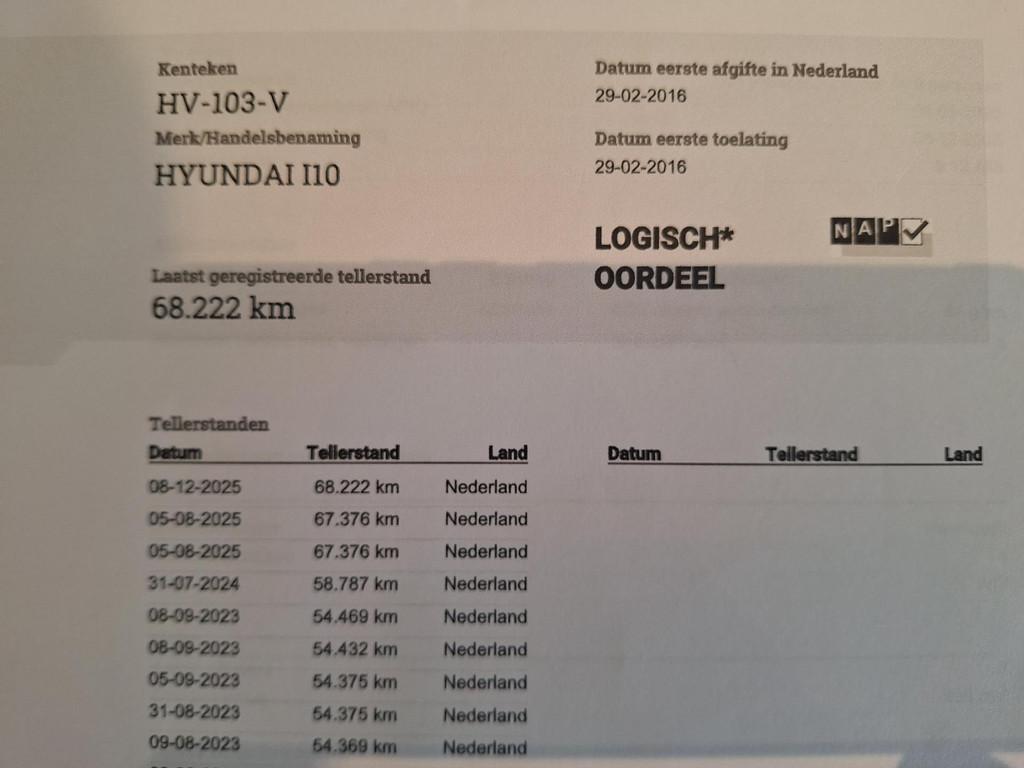 Kenteken
HV-103-V
Merk/Handelsbenaming
HYUNDAI I10
Laatst geregistreerde tellerstand
68.222 km
Datum eerste afgifte in Nederland
29-02-2016
Datum eerste toelating
29-02-2016
LOGISCH*
OORDEEL
NAP
Tellerstanden
Datum Tellerstand Land
08-12-2025 68.222 km Nederland
05-08-2025 67.376 km Nederland
05-08-2025 67.376 km Nederland
31-07-2024 58.787 km Nederland
08-09-2023 54.469 km Nederland
08-09-2023 54.432 km Nederland
05-09-2023 54.375 km Nederland
31-08-2023 54.375 km Nederland
09-08-2023 54.369 km Nederland
Datum Tellerstand Land